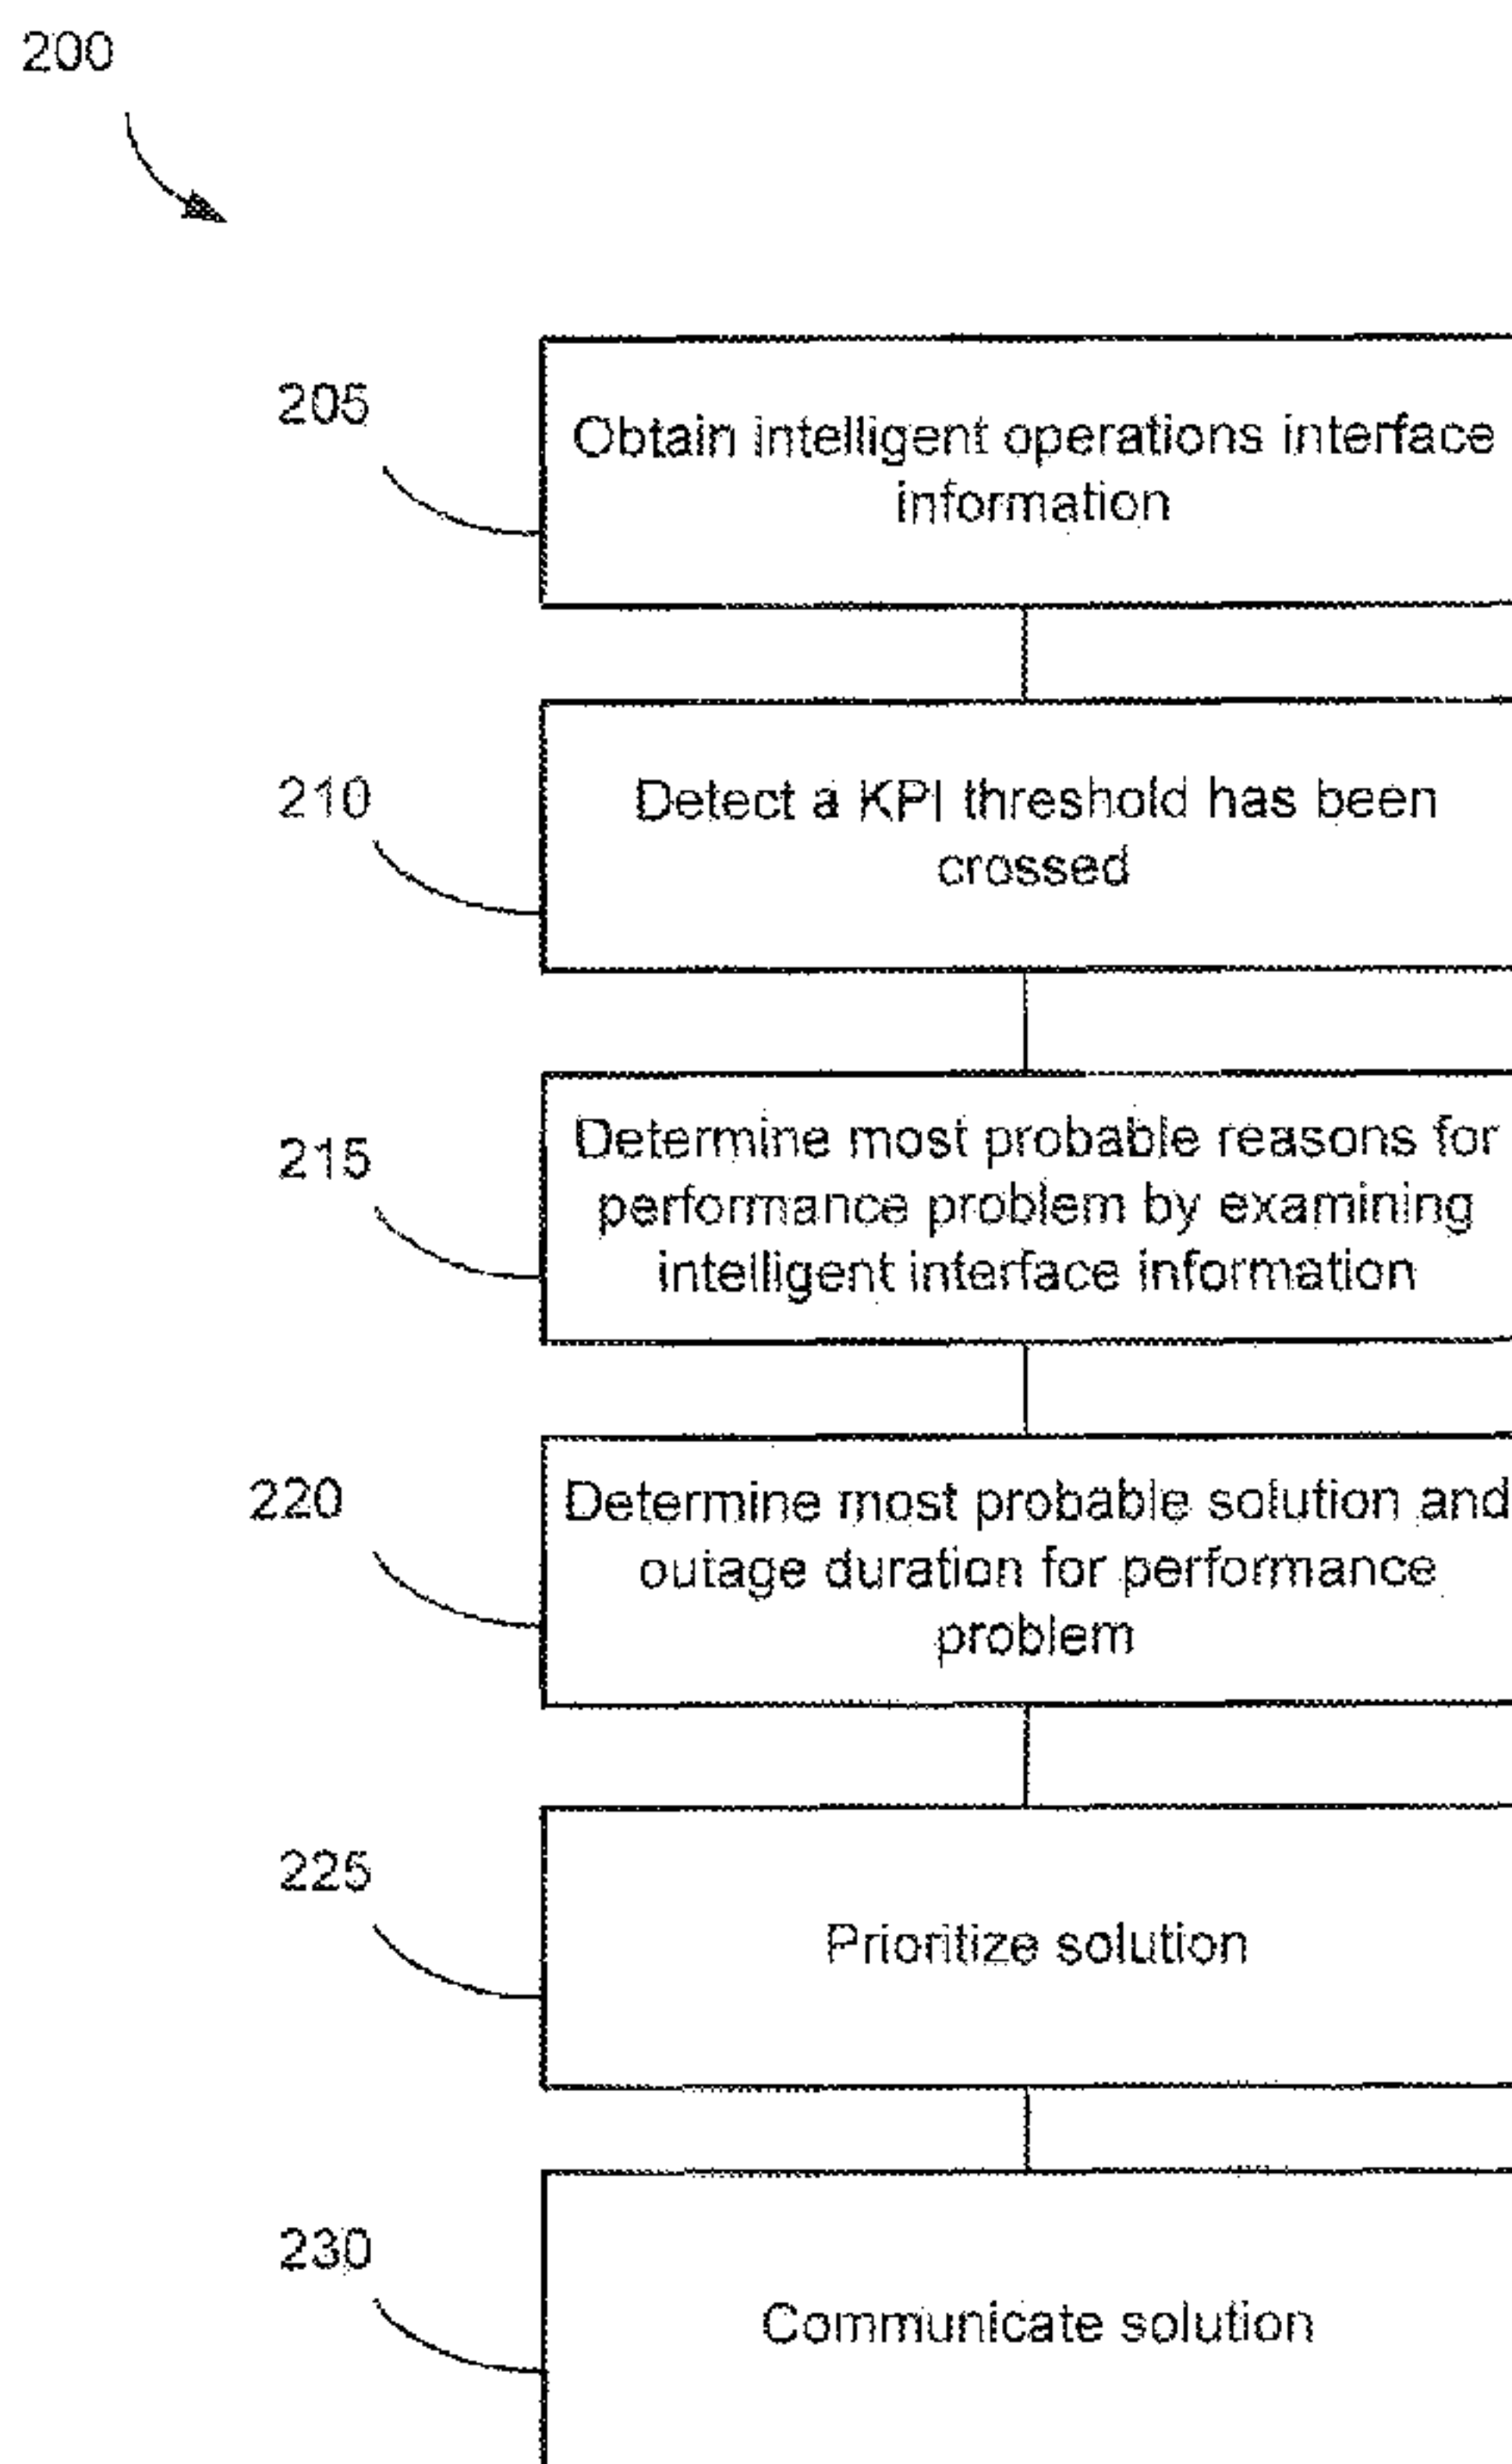 200
205
Obtain intelligent operations interface
information
210
Detect a KPI threshold has been
crossed
215
Determine most probable reasons for
performance problem by examining
intelligent interface information
220
Determine most probable solution and
outage duration for performance
problem
225
Prioritize solution
230
Communicate solution